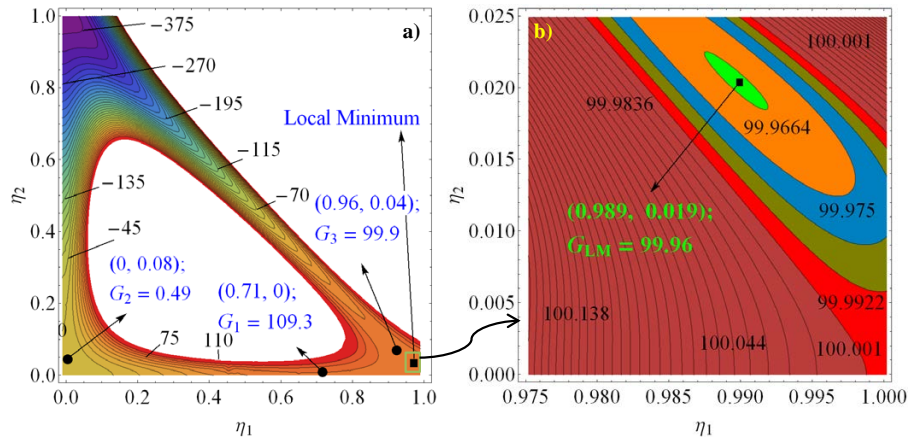 a)
η2
1.0
0.8
0.6
0.4
0.2
0.0
−375
−270
−195
−115
−70
−135
−45
0
75
110
Local Minimum
(0.96, 0.04);
G3 = 99.9
(0, 0.08);
G2 = 0.49
(0.71, 0);
G1 = 109.3
0.0 0.2 0.4 0.6 0.8 1.0
η1
b)
η2
0.025
0.020
0.015
0.010
0.005
0.000
100.001
99.9836
99.9664
99.975
(0.989, 0.019);
GLM = 99.96
99.9922
100.138
100.044
100.001
0.975 0.980 0.985 0.990 0.995 1.000
η1